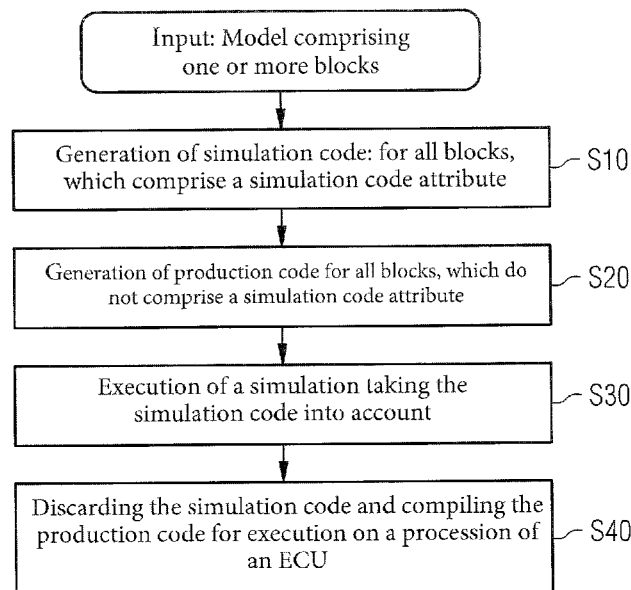 Input: Model comprising
one or more blocks
Generation of simulation code: for all blocks,
which comprise a simulation code attribute
S10
Generation of production code for all blocks, which do
not comprise a simulation code attribute
S20
Execution of a simulation taking the
simulation code into account
S30
Discarding the simulation code and compiling the
production code for execution on a procession of
an ECU
S40